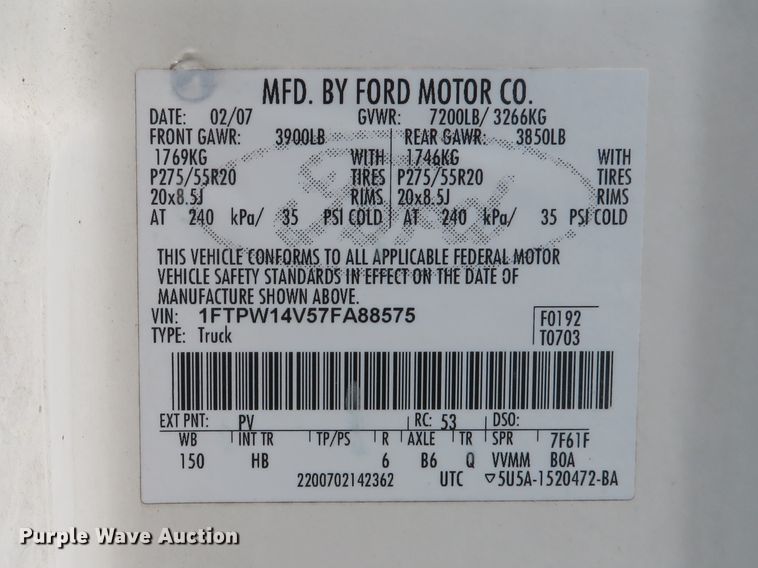 MFD. BY FORD MOTOR CO.
DATE: 02/07 GVWR: 7200LB/ 3266KG
FRONT GAWR: 3900LB REAR GAWR: 3850LB
1769KG WITH 1746KG WITH
P275/55R20 TIRES P275/55R20 TIRES
20x8.5J RIMS 20x8.5J RIMS
AT 240 kPa/ 35 PSI COLD AT 240 kPa/ 35 PSI COLD
Ford
THIS VEHICLE CONFORMS TO ALL APPLICABLE FEDERAL MOTOR
VEHICLE SAFETY STANDARDS IN EFFECT ON THE DATE OF
MANUFACTURE SHOWN ABOVE.
VIN: 1FTPW14V57FA88575 F0192
TYPE: Truck T0703
EXT PNT: PV RC: 53 DSO:
WB INT TR TP/PS R AXLE TR SPR 7F61F
150 HB 6 B6 Q VVMM BOA
2200702142362 UTC ▽5U5A-1520472-BA
Purple Wave Auction